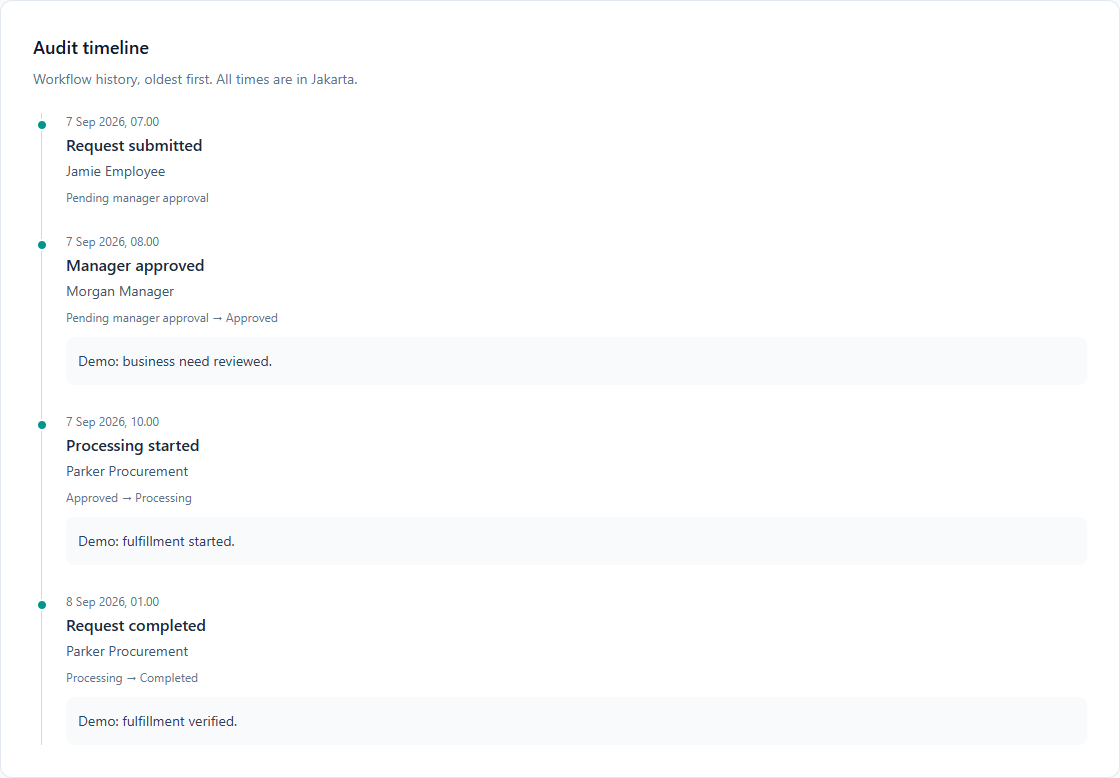 Audit timeline
Workflow history, oldest first. All times are in Jakarta.
7 Sep 2026, 07.00
Request submitted
Jamie Employee
Pending manager approval
7 Sep 2026, 08.00
Manager approved
Morgan Manager
Pending manager approval → Approved
Demo: business need reviewed.
7 Sep 2026, 10.00
Processing started
Parker Procurement
Approved → Processing
Demo: fulfillment started.
8 Sep 2026, 01.00
Request completed
Parker Procurement
Processing → Completed
Demo: fulfillment verified.